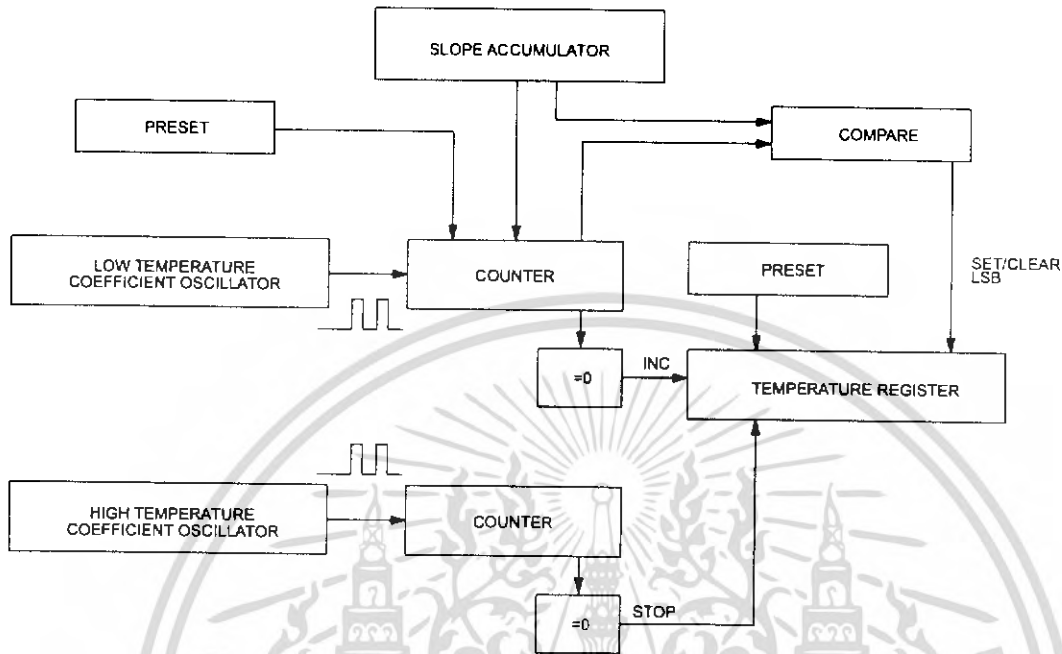 SLOPE ACCUMULATOR
PRESET
COMPARE
LOW TEMPERATURE
COEFFICIENT OSCILLATOR
COUNTER
PRESET
SET/CLEAR
LSB
=0
INC
TEMPERATURE REGISTER
HIGH TEMPERATURE
COEFFICIENT OSCILLATOR
COUNTER
=0
STOP